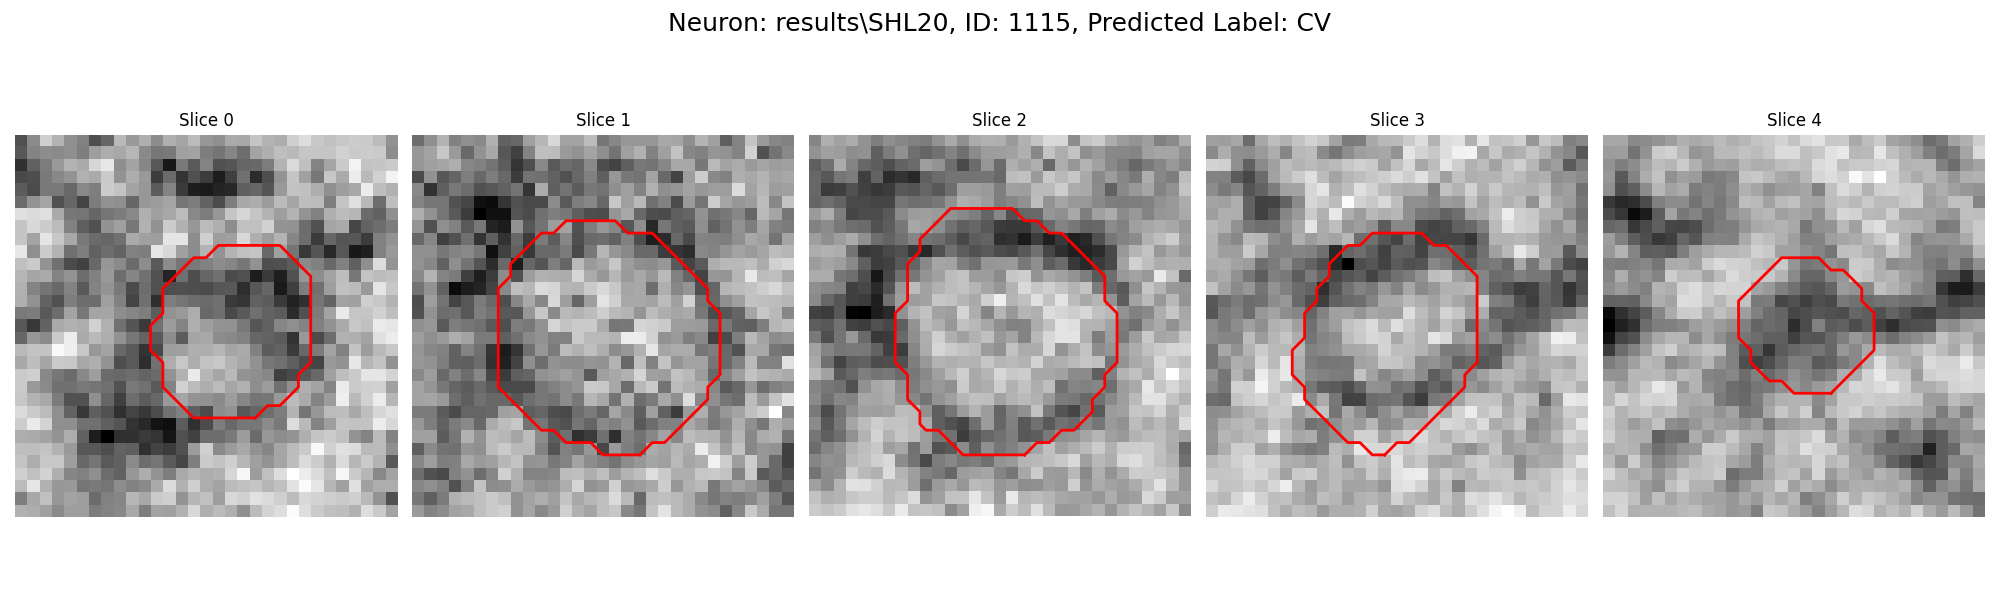 Neuron: results\SHL20, ID: 1115, Predicted Label: CV
Slice 0
Slice 1
Slice 2
Slice 3
Slice 4